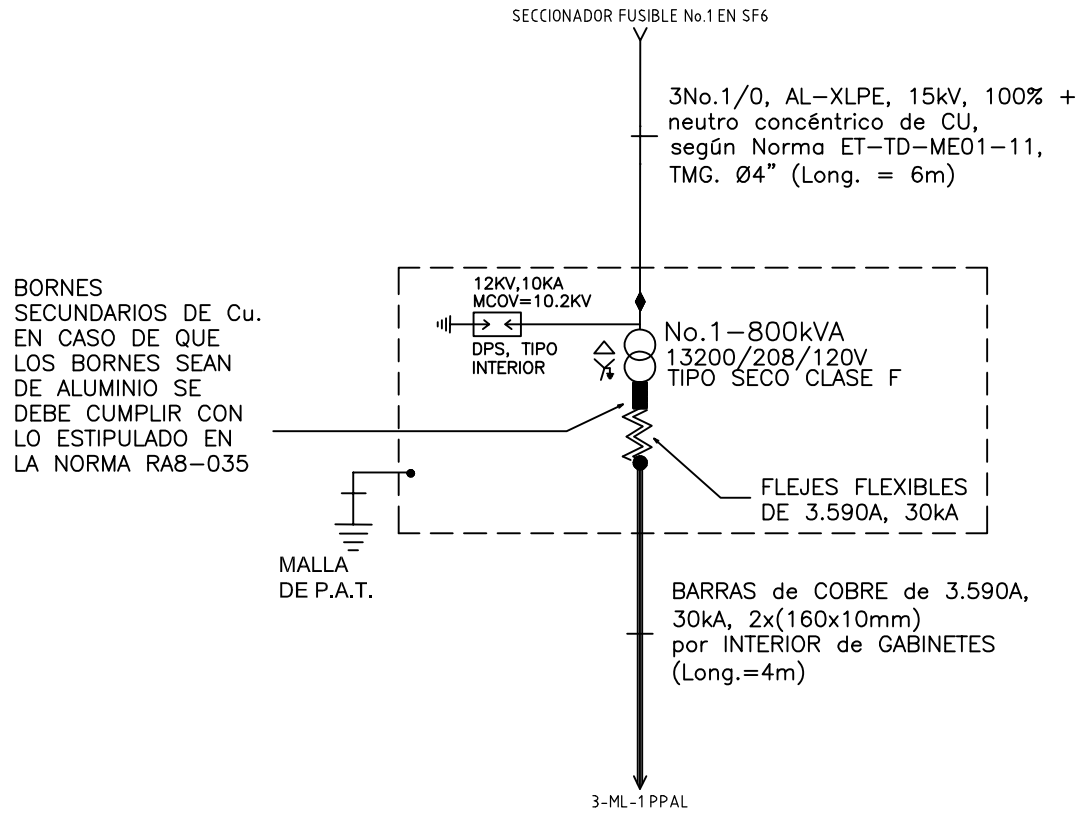 SECCIONADOR FUSIBLE No.1 EN SF6
3No.1/0, AL-XLPE, 15kV, 100% +
neutro concéntrico de CU,
según Norma ET-TD-ME01-11,
TMG. Ø4” (Long. = 6m)
BORNES
SECUNDARIOS DE Cu.
EN CASO DE QUE
LOS BORNES SEAN
DE ALUMINIO SE
DEBE CUMPLIR CON
LO ESTIPULADO EN
LA NORMA RA8-035
12KV,10KA
MCOV=10.2KV
DPS, TIPO
INTERIOR
No.1-800kVA
13200/208/120V
TIPO SECO CLASE F
FLEJES FLEXIBLES
DE 3.590A, 30kA
MALLA
DE P.A.T.
BARRAS de COBRE de 3.590A,
30kA, 2x(160x10mm)
por INTERIOR de GABINETES
(Long.=4m)
3-ML-1 PPAL